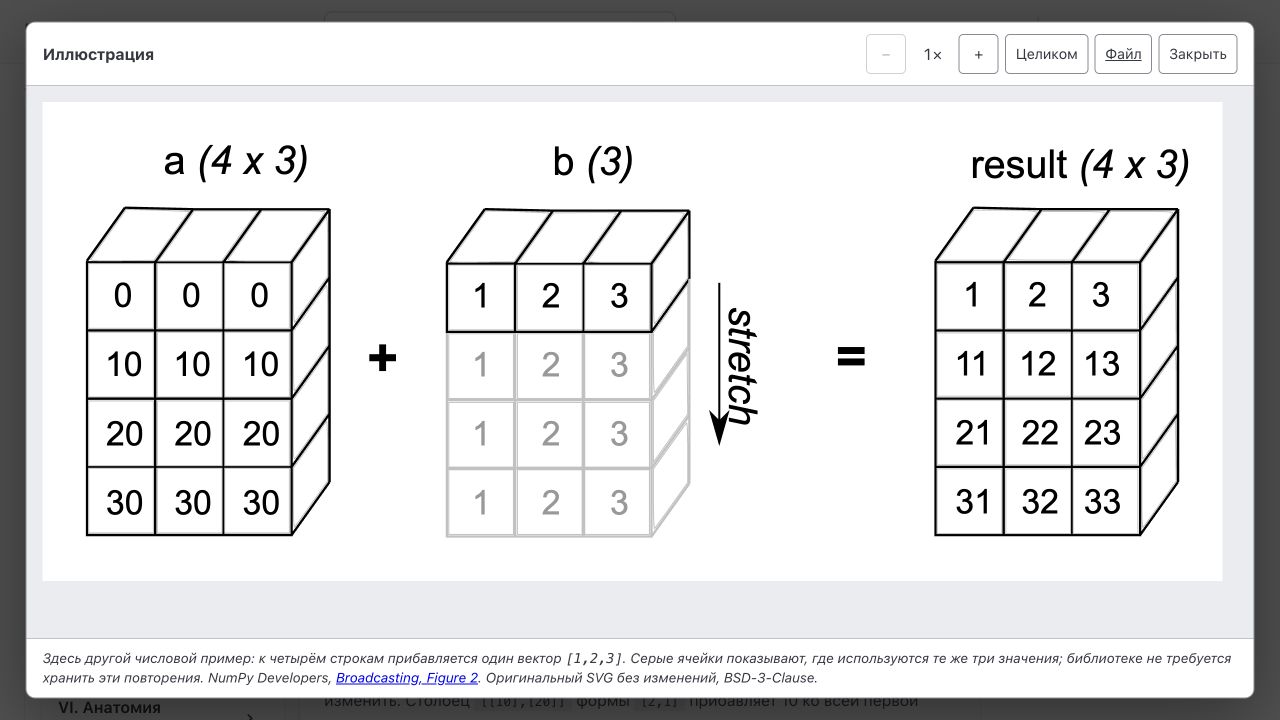 Иллюстрация
− 1× + Целиком Файл Закрыть
a (4 x 3) b (3) result (4 x 3)
0 0 0 1 2 3 1 2 3
10 10 10 + 1 2 3 stretch = 11 12 13
20 20 20 1 2 3 21 22 23
30 30 30 1 2 3 31 32 33
Здесь другой числовой пример: к четырём строкам прибавляется один вектор [1,2,3]. Серые ячейки показывают, где используются те же три значения; библиотеке не требуется
хранить эти повторения. NumPy Developers, Broadcasting, Figure 2. Оригинальный SVG без изменений, BSD-3-Clause.
VI. Анатомия
изменить. Столбец [[10],[20]] формы [2,1] прибавляет 10 ко всей первой